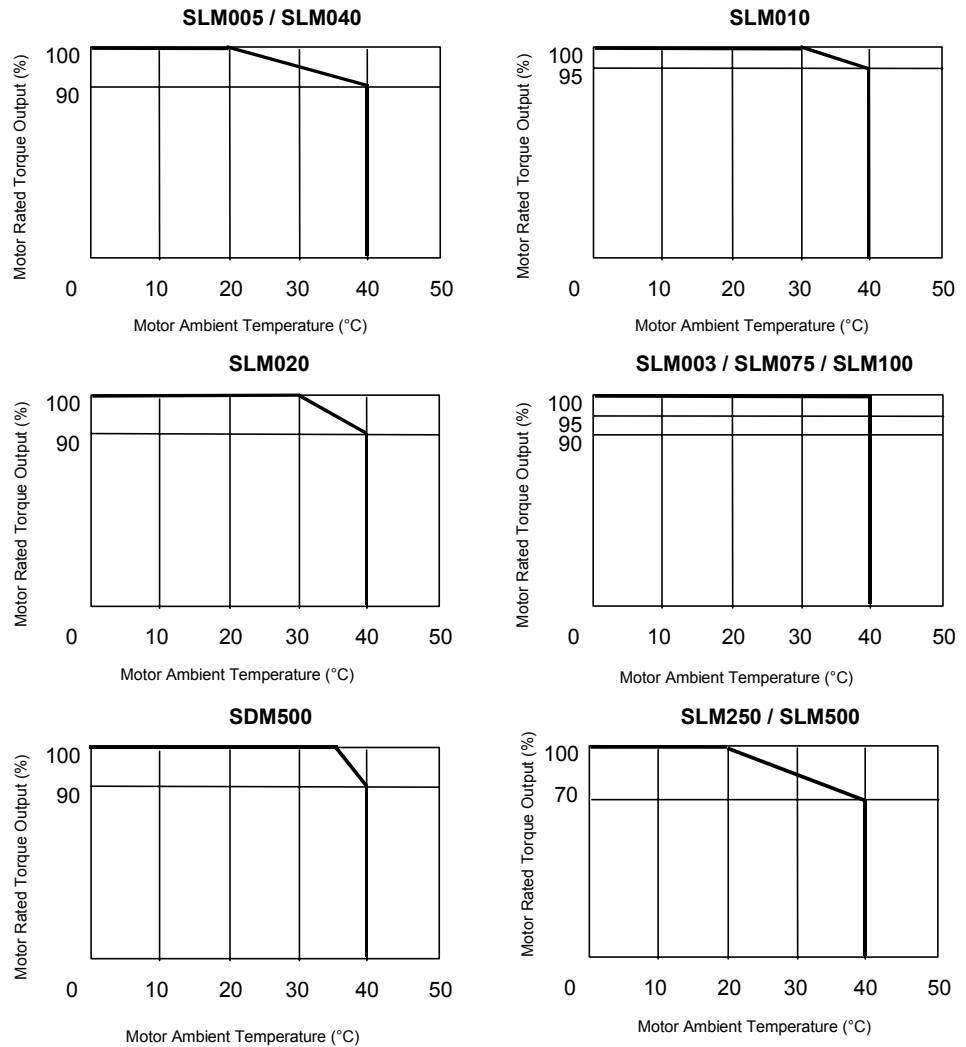 SLM005 / SLM040
100
90
Motor Rated Torque Output (%)
0 10 20 30 40 50
Motor Ambient Temperature (°C)
SLM010
100
95
Motor Rated Torque Output (%)
0 10 20 30 40 50
Motor Ambient Temperature (°C)
SLM020
100
90
Motor Rated Torque Output (%)
0 10 20 30 40 50
Motor Ambient Temperature (°C)
SLM003 / SLM075 / SLM100
100
95
90
Motor Rated Torque Output (%)
0 10 20 30 40 50
Motor Ambient Temperature (°C)
SDM500
100
90
Motor Rated Torque Output (%)
0 10 20 30 40 50
Motor Ambient Temperature (°C)
SLM250 / SLM500
100
70
Motor Rated Torque Output (%)
0 10 20 30 40 50
Motor Ambient Temperature (°C)